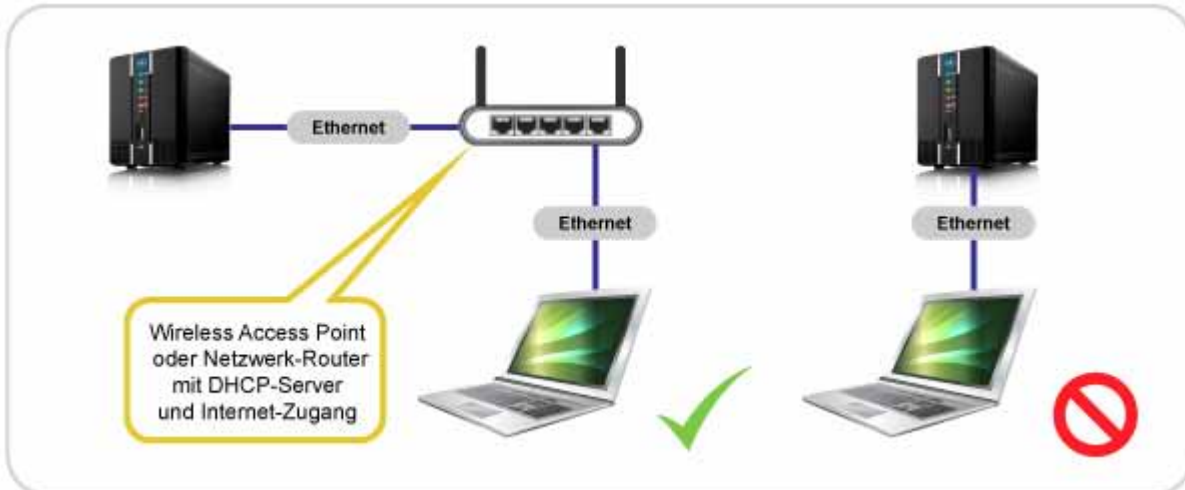 Ethernet
Ethernet
Ethernet
Wireless Access Point
oder Netzwerk-Router
mit DHCP-Server
und Internet-Zugang